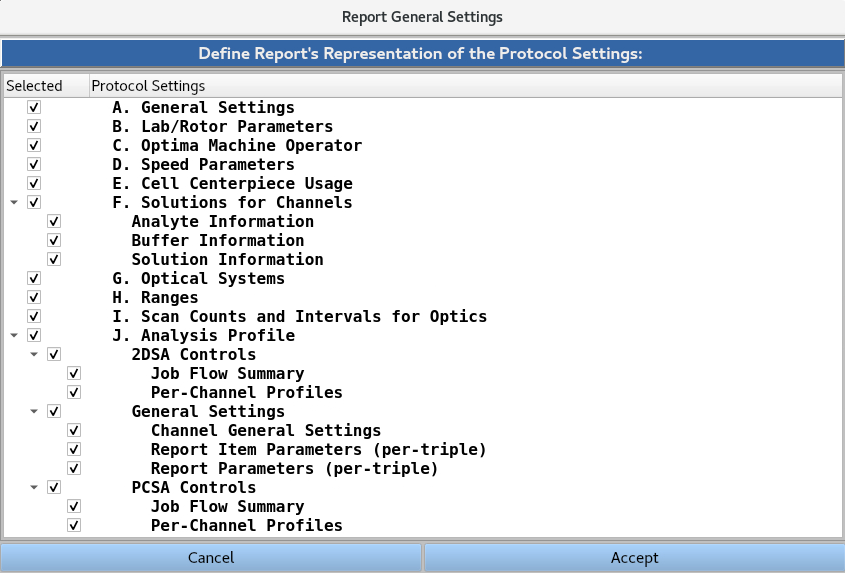 Report General Settings
Define Report's Representation of the Protocol Settings:
Selected Protocol Settings
A. General Settings
B. Lab/Rotor Parameters
C. Optima Machine Operator
D. Speed Parameters
E. Cell Centerpiece Usage
F. Solutions for Channels
Analyte Information
Buffer Information
Solution Information
G. Optical Systems
H. Ranges
I. Scan Counts and Intervals for Optics
J. Analysis Profile
2DSA Controls
Job Flow Summary
Per-Channel Profiles
General Settings
Channel General Settings
Report Item Parameters (per-triple)
Report Parameters (per-triple)
PCSA Controls
Job Flow Summary
Per-Channel Profiles
Cancel Accept